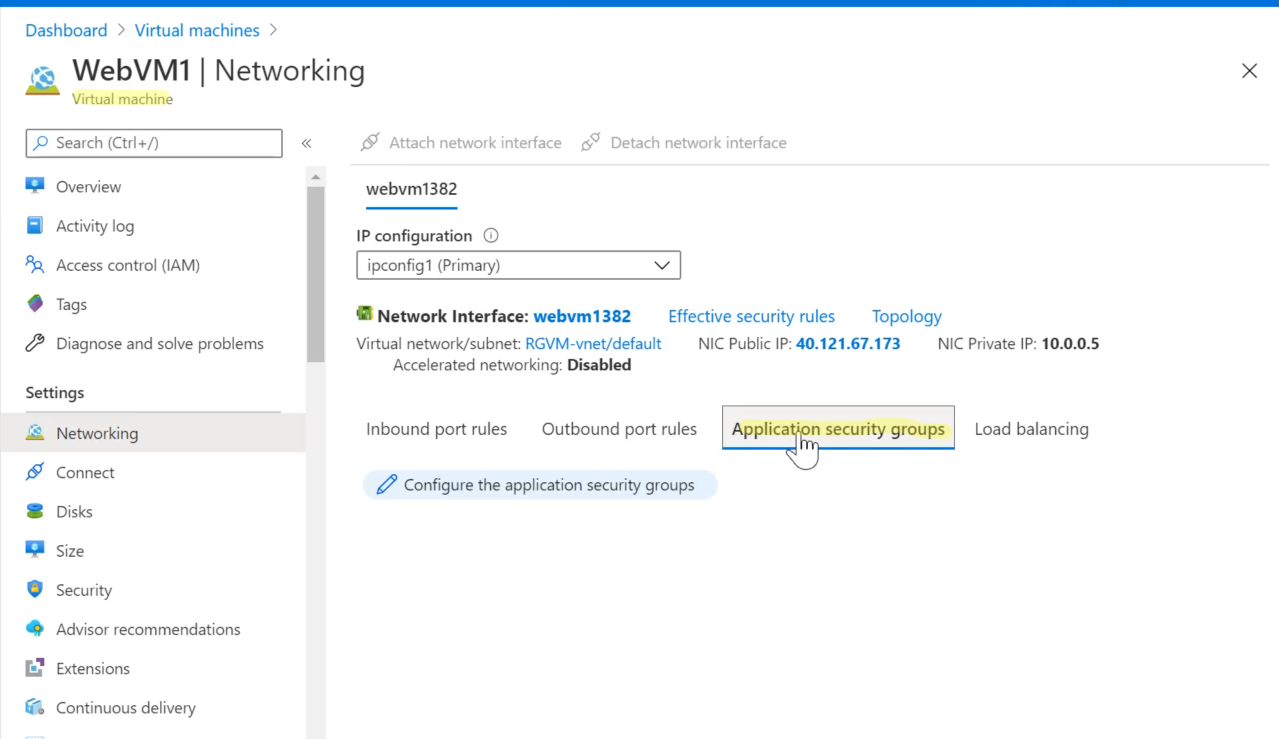 Dashboard > Virtual machines >
WebVM1 | Networking
Virtual machine
Search (Ctrl+/)
«
Overview
Activity log
Access control (IAM)
Tags
Diagnose and solve problems
Settings
Networking
Connect
Disks
Size
Security
Advisor recommendations
Extensions
Continuous delivery
Attach network interface Detach network interface
webvm1382
IP configuration
ipconfig1 (Primary)
Network Interface: webvm1382 Effective security rules Topology
Virtual network/subnet: RGVM-vnet/default NIC Public IP: 40.121.67.173 NIC Private IP: 10.0.0.5
Accelerated networking: Disabled
Inbound port rules Outbound port rules Application security groups Load balancing
Configure the application security groups